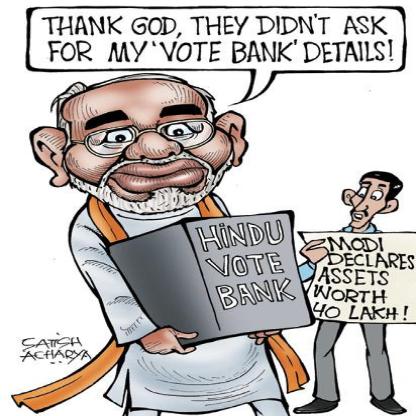 THANK GOD, THEY DIDN'T ASK
FOR MY 'VOTE BANK' DETAILS!
HINDU
VOTE
BANK
MODI
DECLARES
ASSETS
WORTH
40 LAKH!
SATISH
ACHARYA